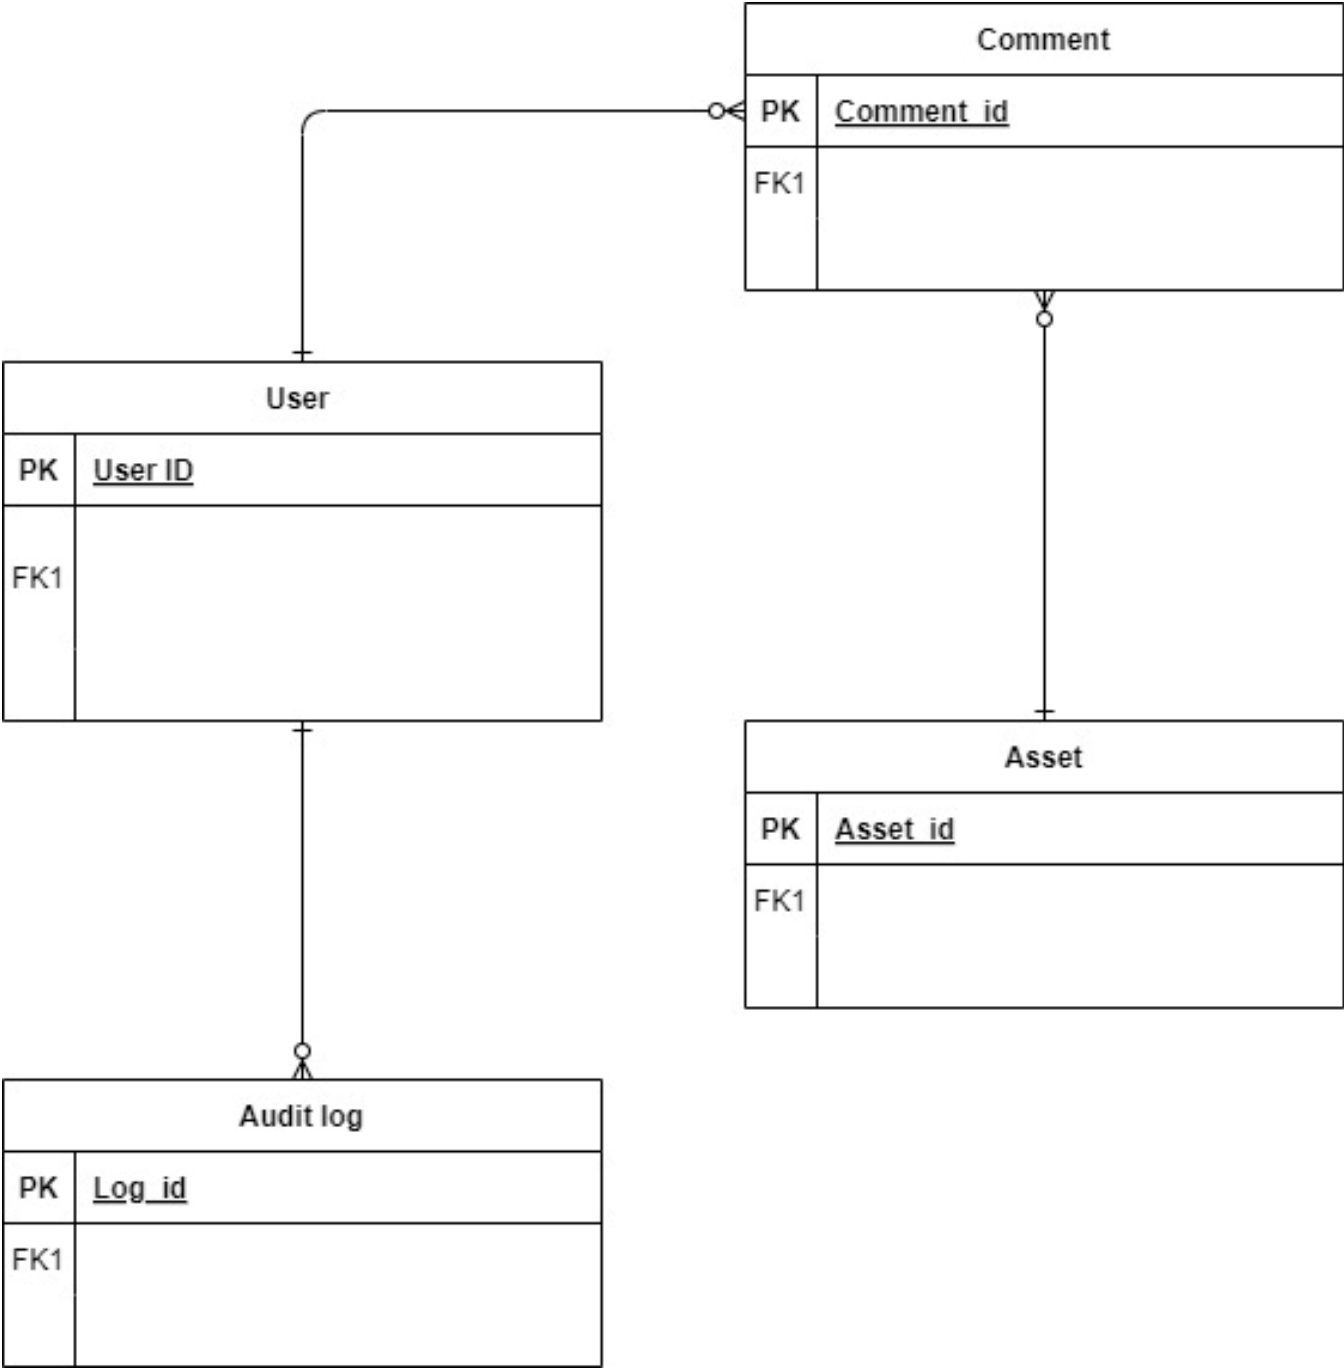 Comment
PK Comment_id
FK1
User
PK User ID
FK1
Asset
PK Asset_id
FK1
Audit log
PK Log_id
FK1